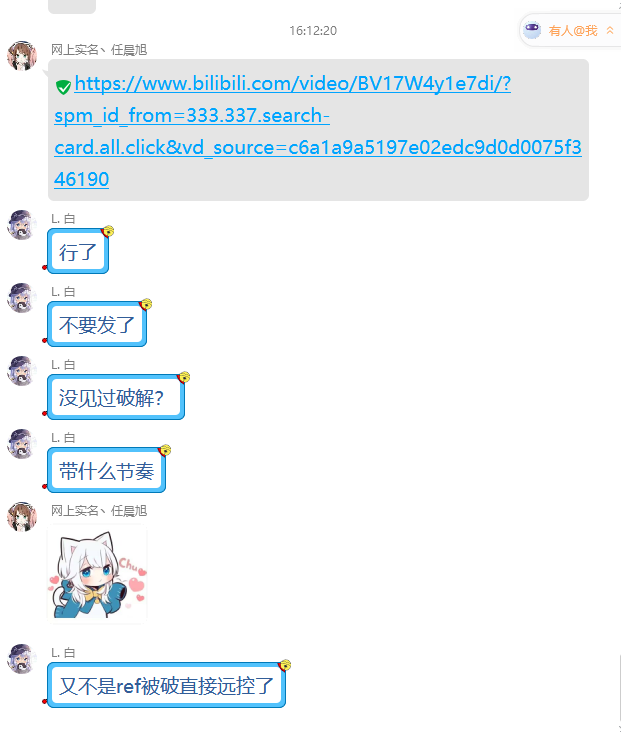 16:12:20
有人@我
网上实名、任晨旭
https://www.bilibili.com/video/BV17W4y1e7di/?
spm_id_from=333.337.search-
card.all.click&vd_source=c6a1a9a5197e02edc9d0d0075f3
46190
L. 白
行了
L. 白
不要发了
L. 白
没见过破解?
L. 白
带什么节奏
网上实名、任晨旭
Chu
L. 白
又不是ref被破直接远控了